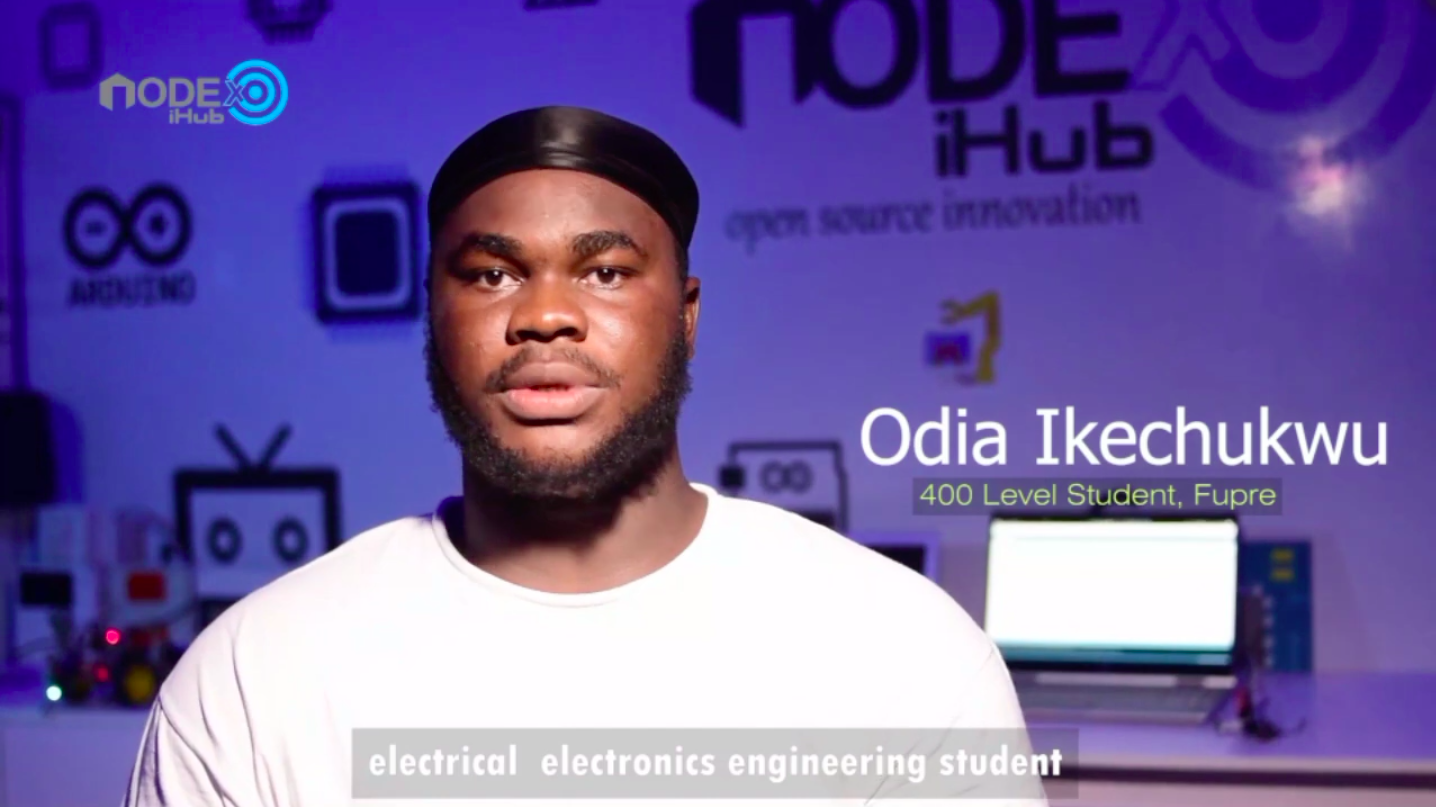 NODEX
iHub
NODEX
iHub
open source innovation
ARDUINO
Odia Ikechukwu
400 Level Student, Fupre
electrical electronics engineering student